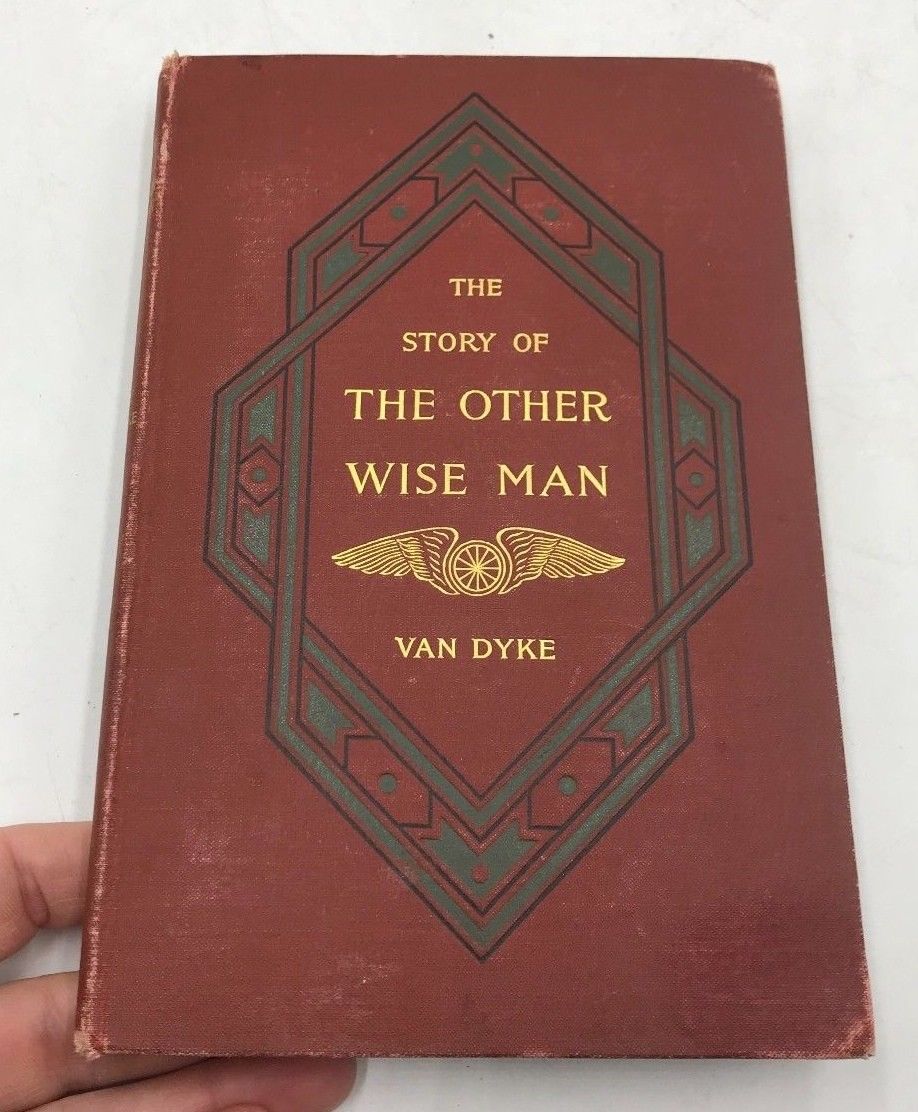 THE
STORY OF
THE OTHER
WISE MAN
VAN DYKE